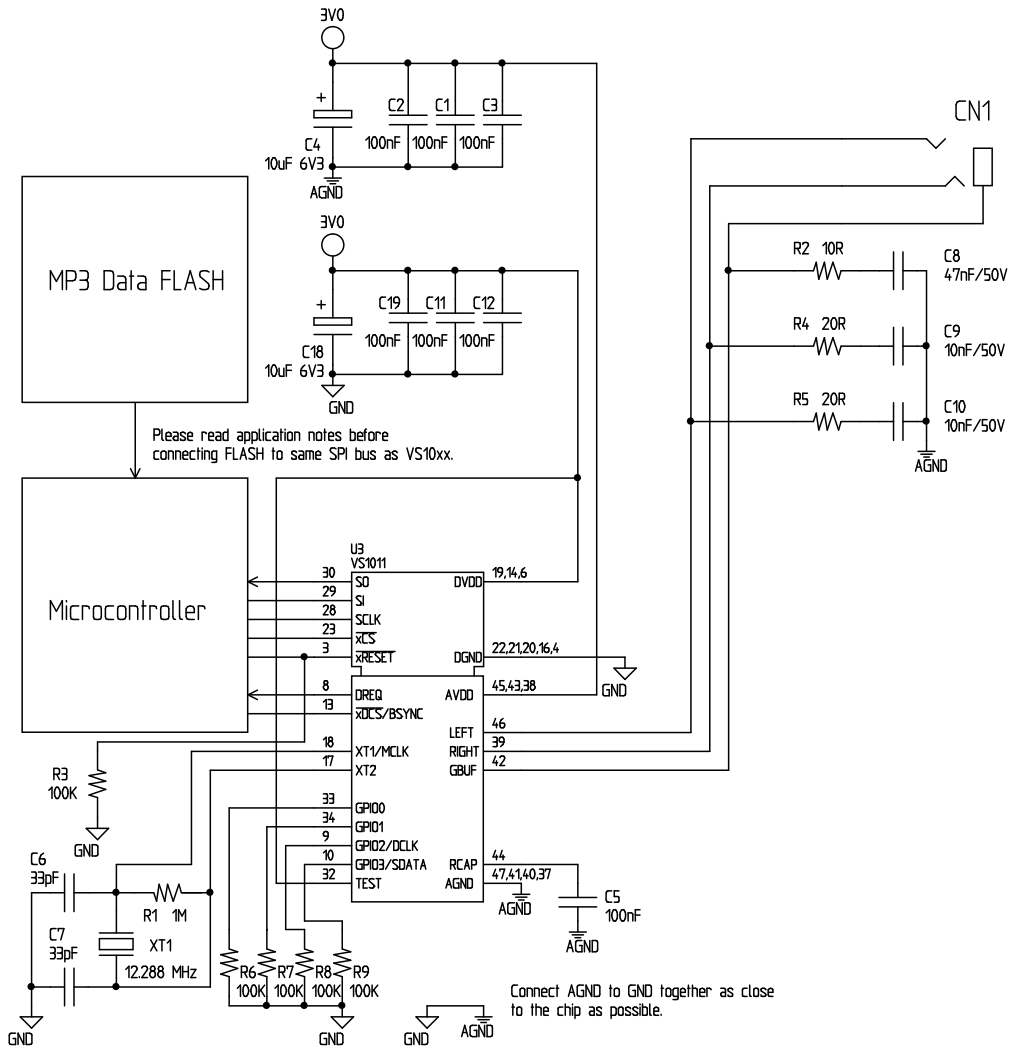 3V0
+
C2
C1
C3
100nF
100nF
100nF
C4
10uF 6V3
AGND
CN1
MP3 Data FLASH
3V0
+
C19
C11
C12
100nF
100nF
100nF
C18
10uF 6V3
GND
R2 10R
C8
47nF/50V
R4 20R
C9
10nF/50V
R5 20R
C10
10nF/50V
AGND
Please read application notes before
connecting FLASH to same SPI bus as VS10xx.
Microcontroller
U3
VS1011
30 SO
29 SI
28 SCLK
23 xCS
3 xRESET
8 DREQ
13 xDCS/BSYNC
18 XT1/MCLK
17 XT2
33 GPIO0
34 GPIO1
9 GPIO2/DCLK
10 GPIO3/SDATA
32 TEST
DVDD 19,14,6
DGND 22,21,20,16,4
GND
AVDD 45,43,38
LEFT 46
RIGHT 39
GBUF 42
RCAP 44
AGND 47,41,40,37
AGND
C5
100nF
AGND
R3
100K
GND
C6
33pF
R1 1M
C7
33pF
XT1
12.288 MHz
GND
R6
100K
R7
100K
R8
100K
R9
100K
GND
GND
AGND
Connect AGND to GND together as close
to the chip as possible.